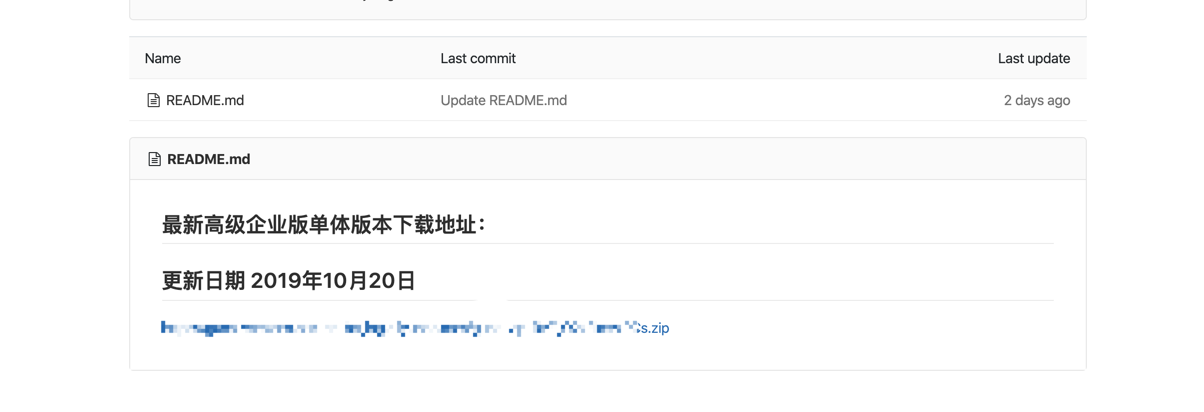 Name Last commit Last update
README.md Update README.md 2 days ago
README.md
最新高级企业版单体版本下载地址：
更新日期 2019年10月20日
s.zip